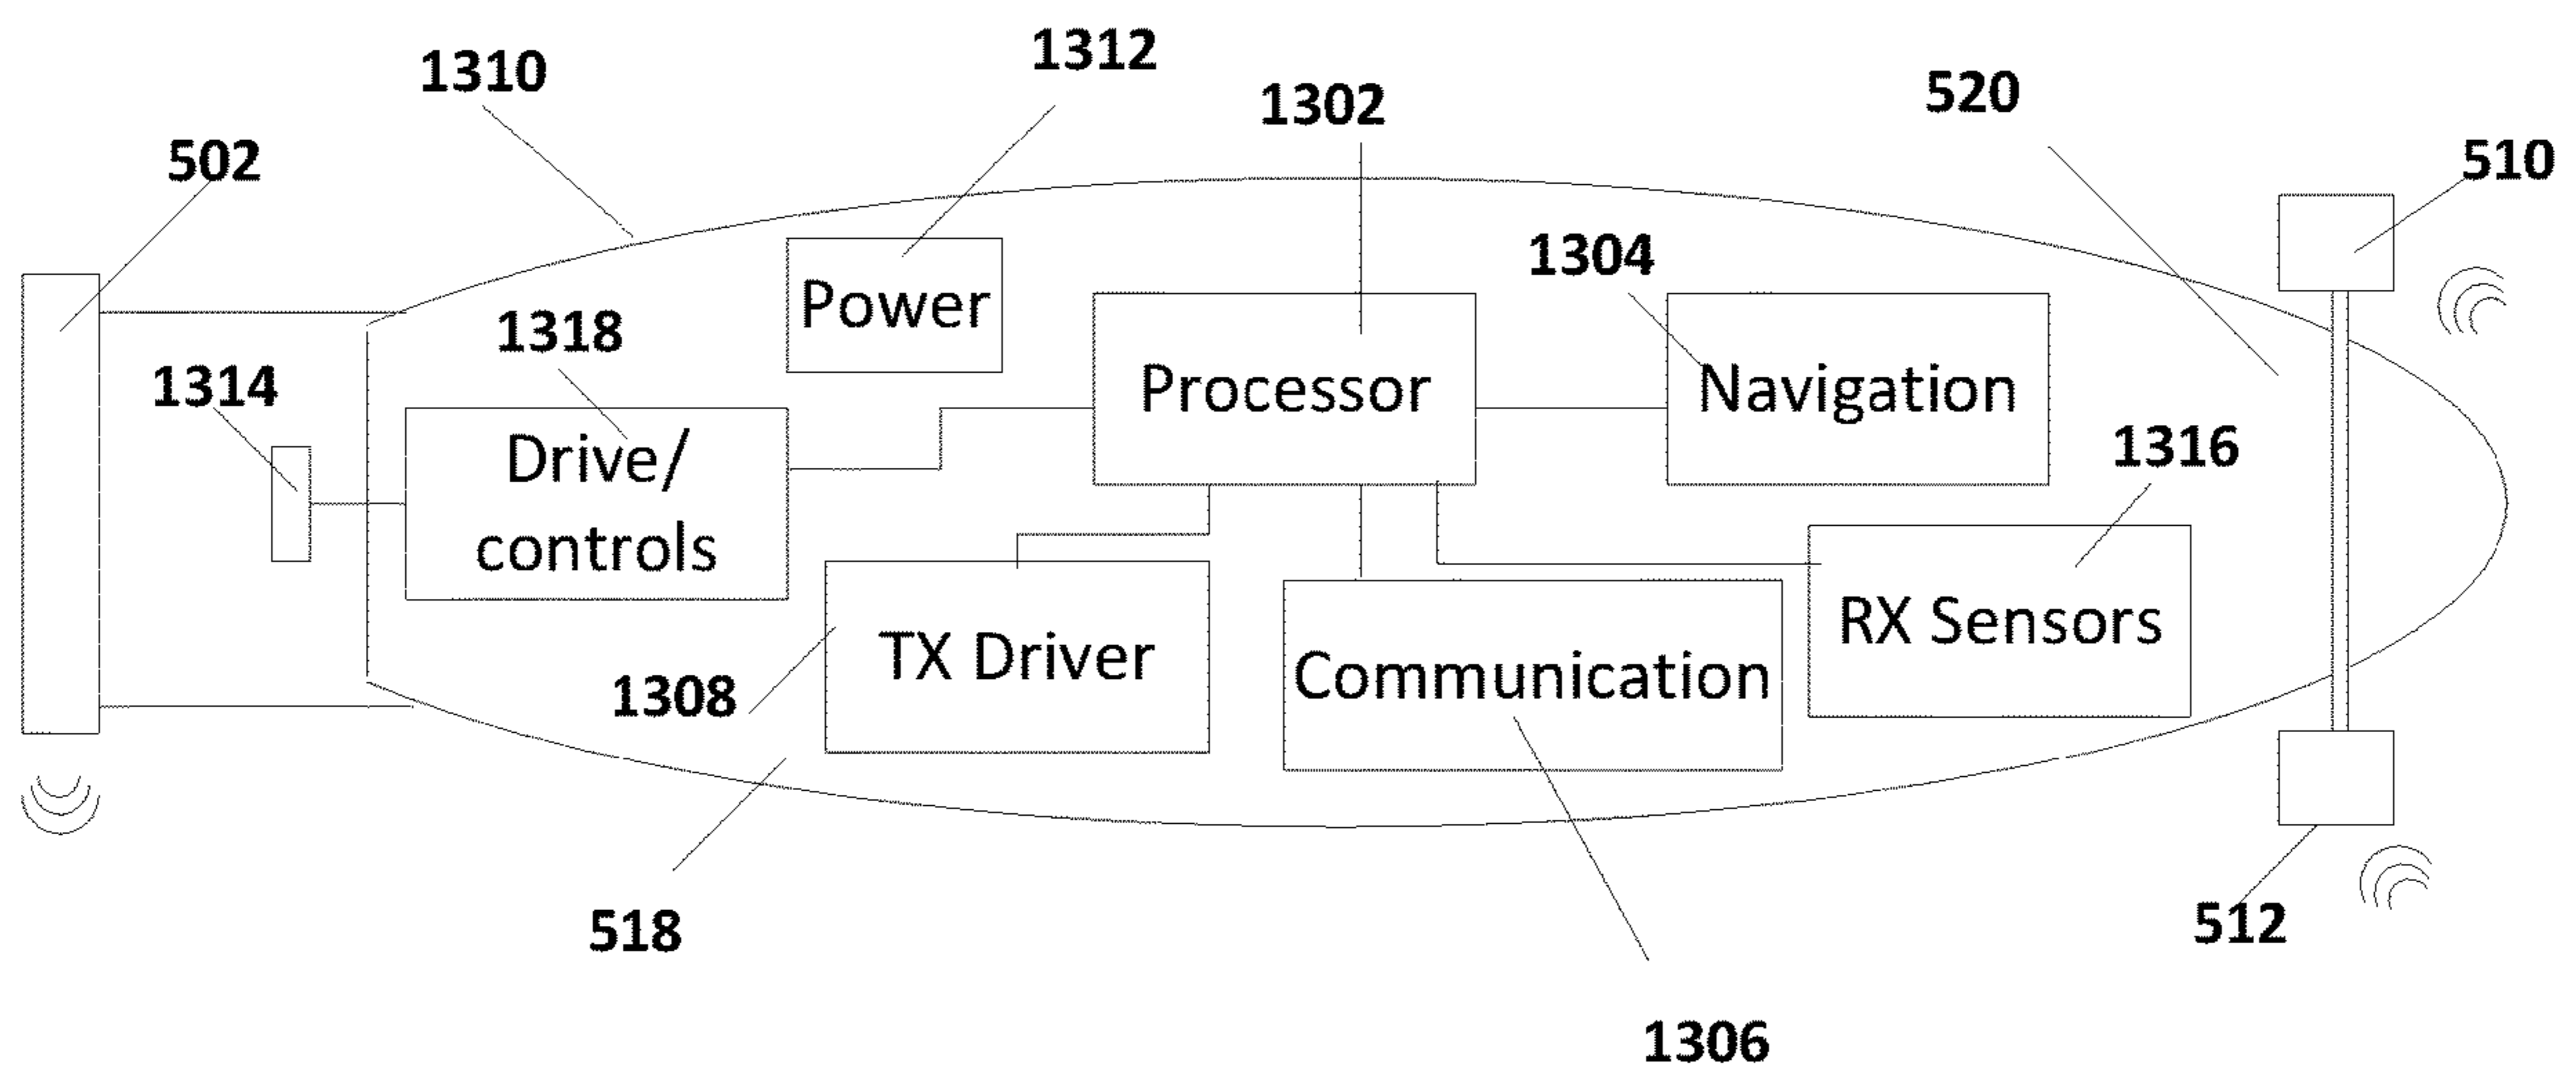 1310
1312
1302
520
502
510
1304
Power
1318
1314
Processor
Navigation
1316
Drive/
controls
RX Sensors
TX Driver
Communication
1308
518
512
1306